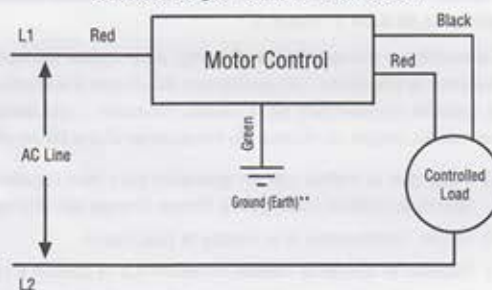 Black
L1
Red
Motor Control
Red
Green
AC Line
Ground (Earth)**
Controlled
Load
L2